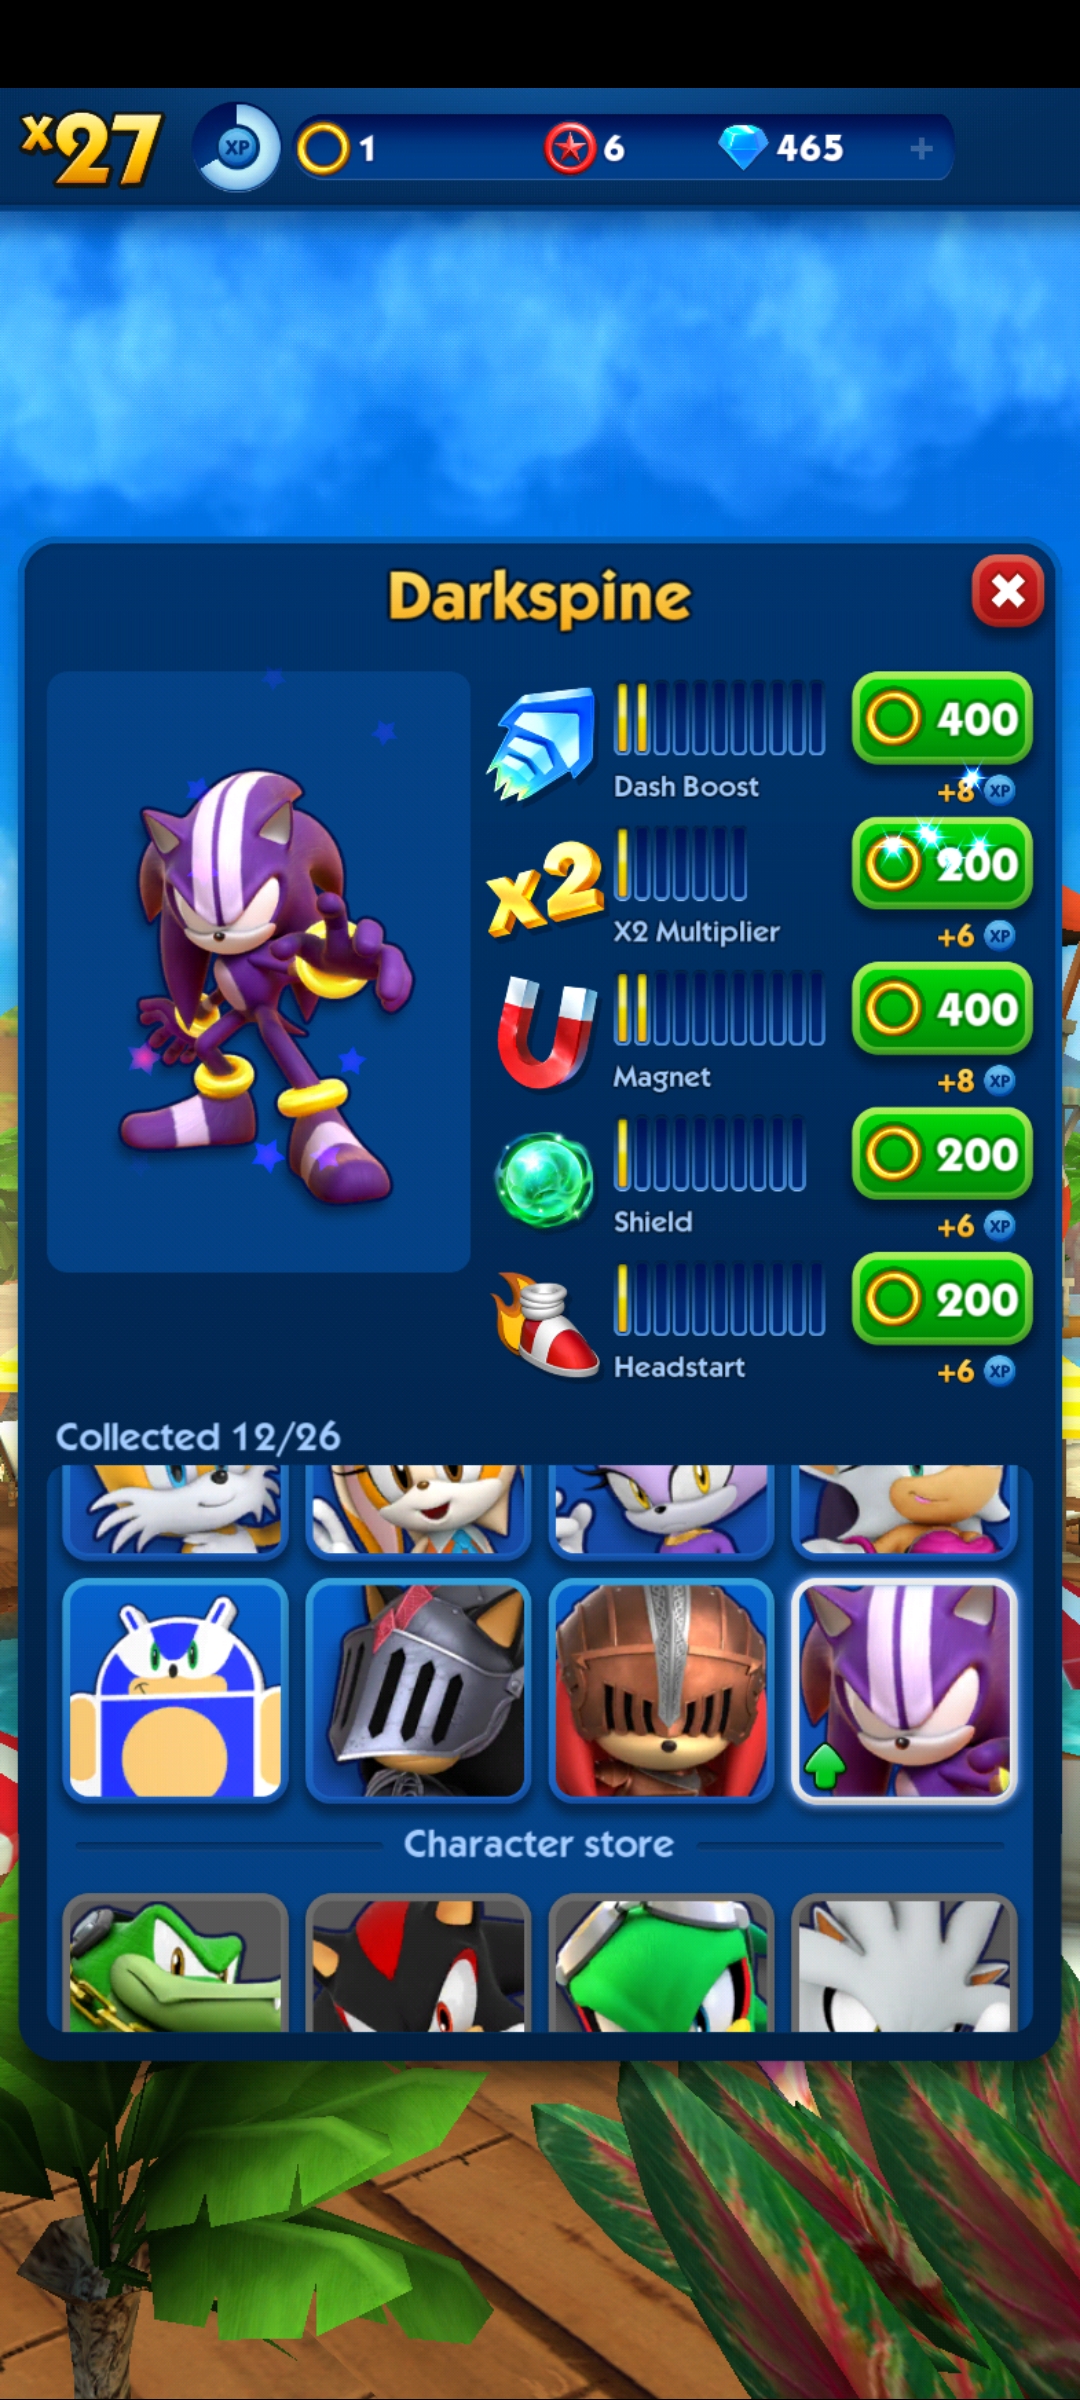 x27 XP 1 6 465 +
Darkspine
400
Dash Boost
+8 XP
x2
200
X2 Multiplier
+6 XP
400
Magnet
+8 XP
200
Shield
+6 XP
200
Headstart
+6 XP
Collected 12/26
Character store